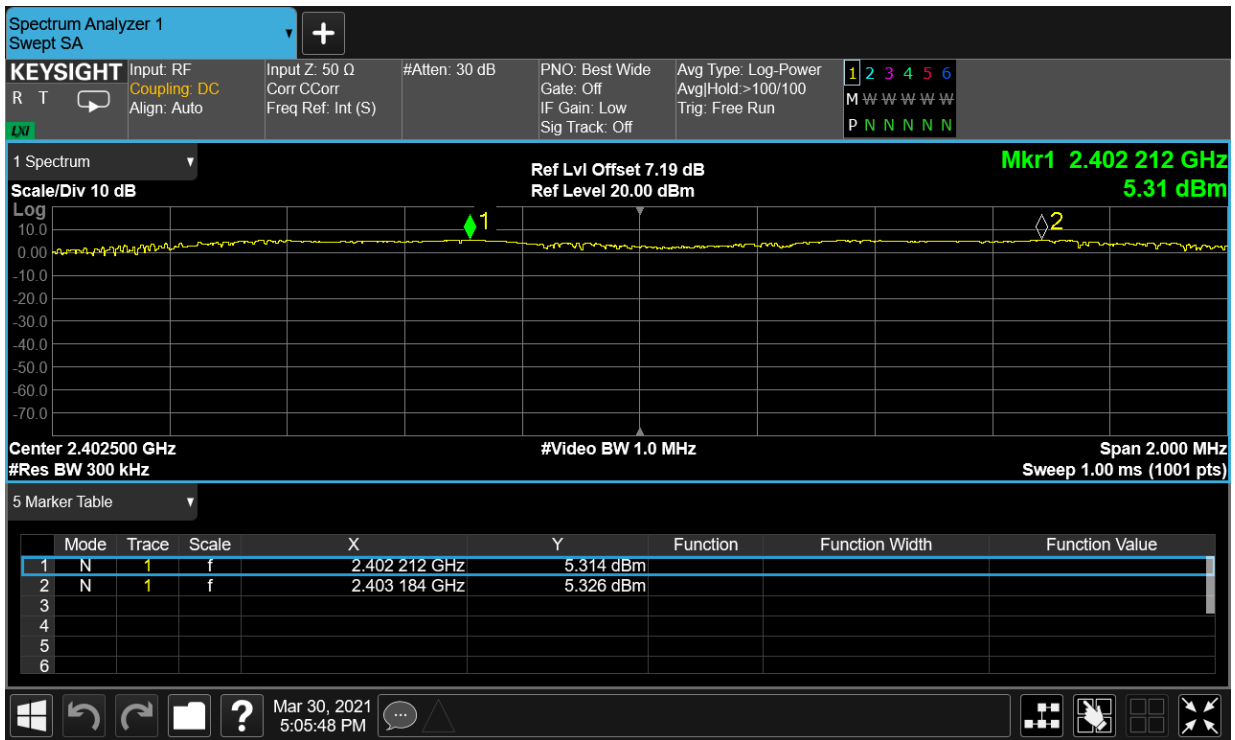 Spectrum Analyzer 1
Swept SA
+
KEYSIGHT
R T
LXI
Input: RF
Coupling: DC
Align: Auto
Input Z: 50 Ω
Corr CCorr
Freq Ref: Int (S)
#Atten: 30 dB
PNO: Best Wide
Gate: Off
IF Gain: Low
Sig Track: Off
Avg Type: Log-Power
Avg|Hold:>100/100
Trig: Free Run
1 2 3 4 5 6
M W W W W W
P N N N N N
1 Spectrum
Scale/Div 10 dB
Ref Lvl Offset 7.19 dB
Ref Level 20.00 dBm
Mkr1 2.402 212 GHz
5.31 dBm
Log
10.0
0.00
-10.0
-20.0
-30.0
-40.0
-50.0
-60.0
-70.0
1
2
Center 2.402500 GHz
#Video BW 1.0 MHz
Span 2.000 MHz
#Res BW 300 kHz
Sweep 1.00 ms (1001 pts)
5 Marker Table
Mode Trace Scale X Y Function Function Width Function Value
1 N 1 f 2.402 212 GHz 5.314 dBm
2 N 1 f 2.403 184 GHz 5.326 dBm
3
4
5
6
?
Mar 30, 2021
5:05:48 PM